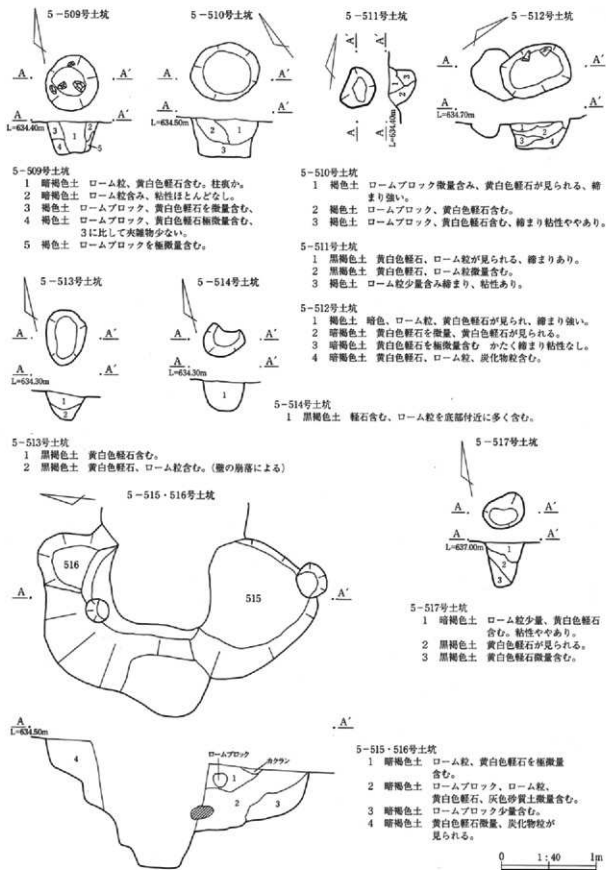 5-509号土坑
5-510号土坑
5-511号土坑
5-512号土坑
A
A′
L=634.40m
1
2
3
4
5
A
A′
L=634.50m
1
2
3
A
A′
A
A′
L=634.60m
1
2
3
A
A′
L=634.70m
1
2
3
4
5-509号土坑
1 暗褐色土 ローム粒、黄白色軽石含む。柱痕か。
2 暗褐色土 ローム粒含み、粘性ほとんどなし。
3 褐色土 ロームブロック、黄白色軽石を微量含む、
4 褐色土 ロームブロック、黄白色軽石極微量含む、
3に比して夾雑物少ない。
5 褐色土 ロームブロックを極微量含む。
5-510号土坑
1 褐色土 ロームブロック微量含み、黄白色軽石が見られる、締
まり強い。
2 褐色土 ロームブロック、黄白色軽石含む。
3 褐色土 ロームブロック、黄白色軽石含む、締まり粘性ややあり。
5-511号土坑
1 黒褐色土 黄白色軽石、ローム粒が見られる、締まりあり。
2 黒褐色土 黄白色軽石、ローム粒微量含む。
3 褐色土 ローム粒少量含み締まり、粘性あり。
5-512号土坑
1 褐色土 暗色、ローム粒、黄白色軽石が見られ、締まり強い。
2 暗褐色土 黄白色軽石を微量、黄白色軽石が見られる。
3 暗褐色土 黄白色軽石を極微量含む かたく締まり粘性なし。
4 暗褐色土 黄白色軽石、ローム粒、炭化物粒含む。
5-513号土坑
5-514号土坑
A
A′
A
A′
L=634.30m
1
2
A
A′
A
A′
L=634.30m
1
5-514号土坑
1 黒褐色土 軽石含む、ローム粒を底部付近に多く含む。
5-513号土坑
1 黒褐色土 黄白色軽石含む。
2 黒褐色土 黄白色軽石、ローム粒含む。(壁の崩落による)
5-515・516号土坑
516
515
A
A′
A
A′
L=634.50m
ロームブロック
カクラン
1
2
3
4
5-517号土坑
A
A′
A
A′
L=637.00m
1
2
3
5-517号土坑
1 暗褐色土 ローム粒少量、黄白色軽石
含む。粘性ややあり。
2 黒褐色土 黄白色軽石が見られる。
3 黒褐色土 黄白色軽石微量含む。
5-515・516号土坑
1 暗褐色土 ローム粒、黄白色軽石を極微量
含む。
2 暗褐色土 ロームブロック、ローム粒、
黄白色軽石、灰色砂質土微量含む。
3 暗褐色土 ロームブロック少量含む。
4 暗褐色土 黄白色軽石微量、炭化物粒が
見られる。
0 1:40 1m